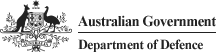 Australian Government
Department of Defence